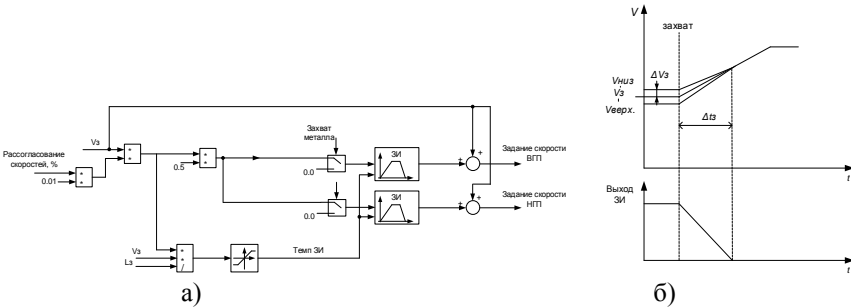 Vз
Рассогласование
скоростей, %
0.01
*
*
*
*
0.5
*
*
Захват
металла
0.0
0.0
ЗИ
ЗИ
+
+
+
+
Задание скорости
ВГП
Задание скорости
НГП
Vз
Lз
*
*
/
Темп ЗИ
а)
V
захват
Vниз
Vз
Vверх.
ΔVз
Δtз
t
Выход
ЗИ
t
б)